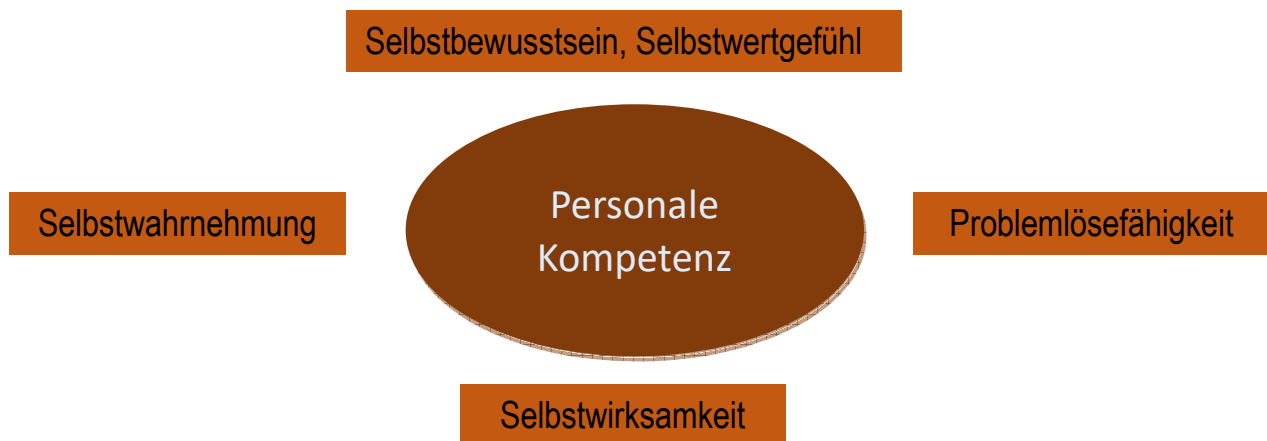 Selbstbewusstsein, Selbstwertgefühl
Selbstwahrnehmung
Personale
Kompetenz
Problemlösefähigkeit
Selbstwirksamkeit